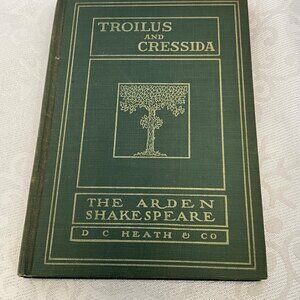 TROILUS
AND
CRESSIDA
THE ARDEN
SHAKESPEARE
D C HEATH & CO